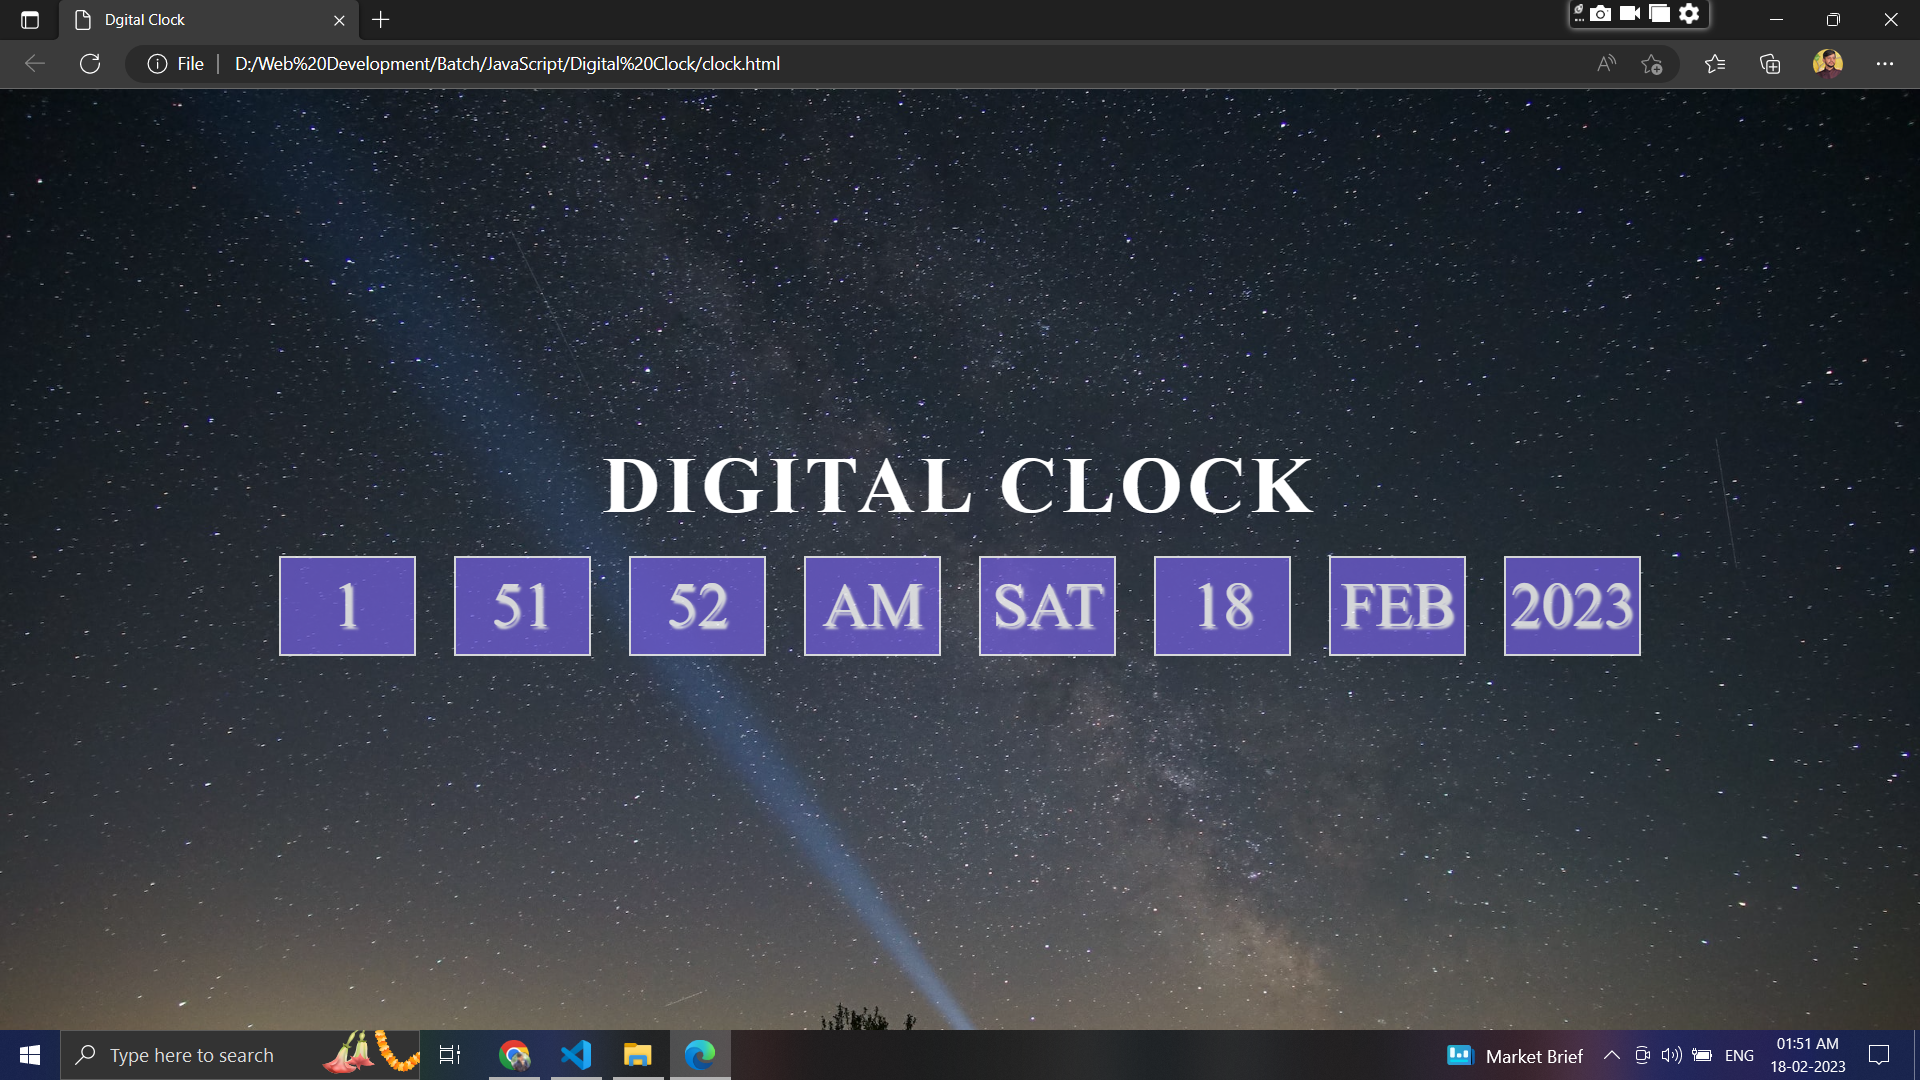 Dgital Clock
File D:/Web%20Development/Batch/JavaScript/Digital%20Clock/clock.html
DIGITAL CLOCK
1 51 52 AM SAT 18 FEB 2023
Type here to search
Market Brief
ENG
01:51 AM
18-02-2023